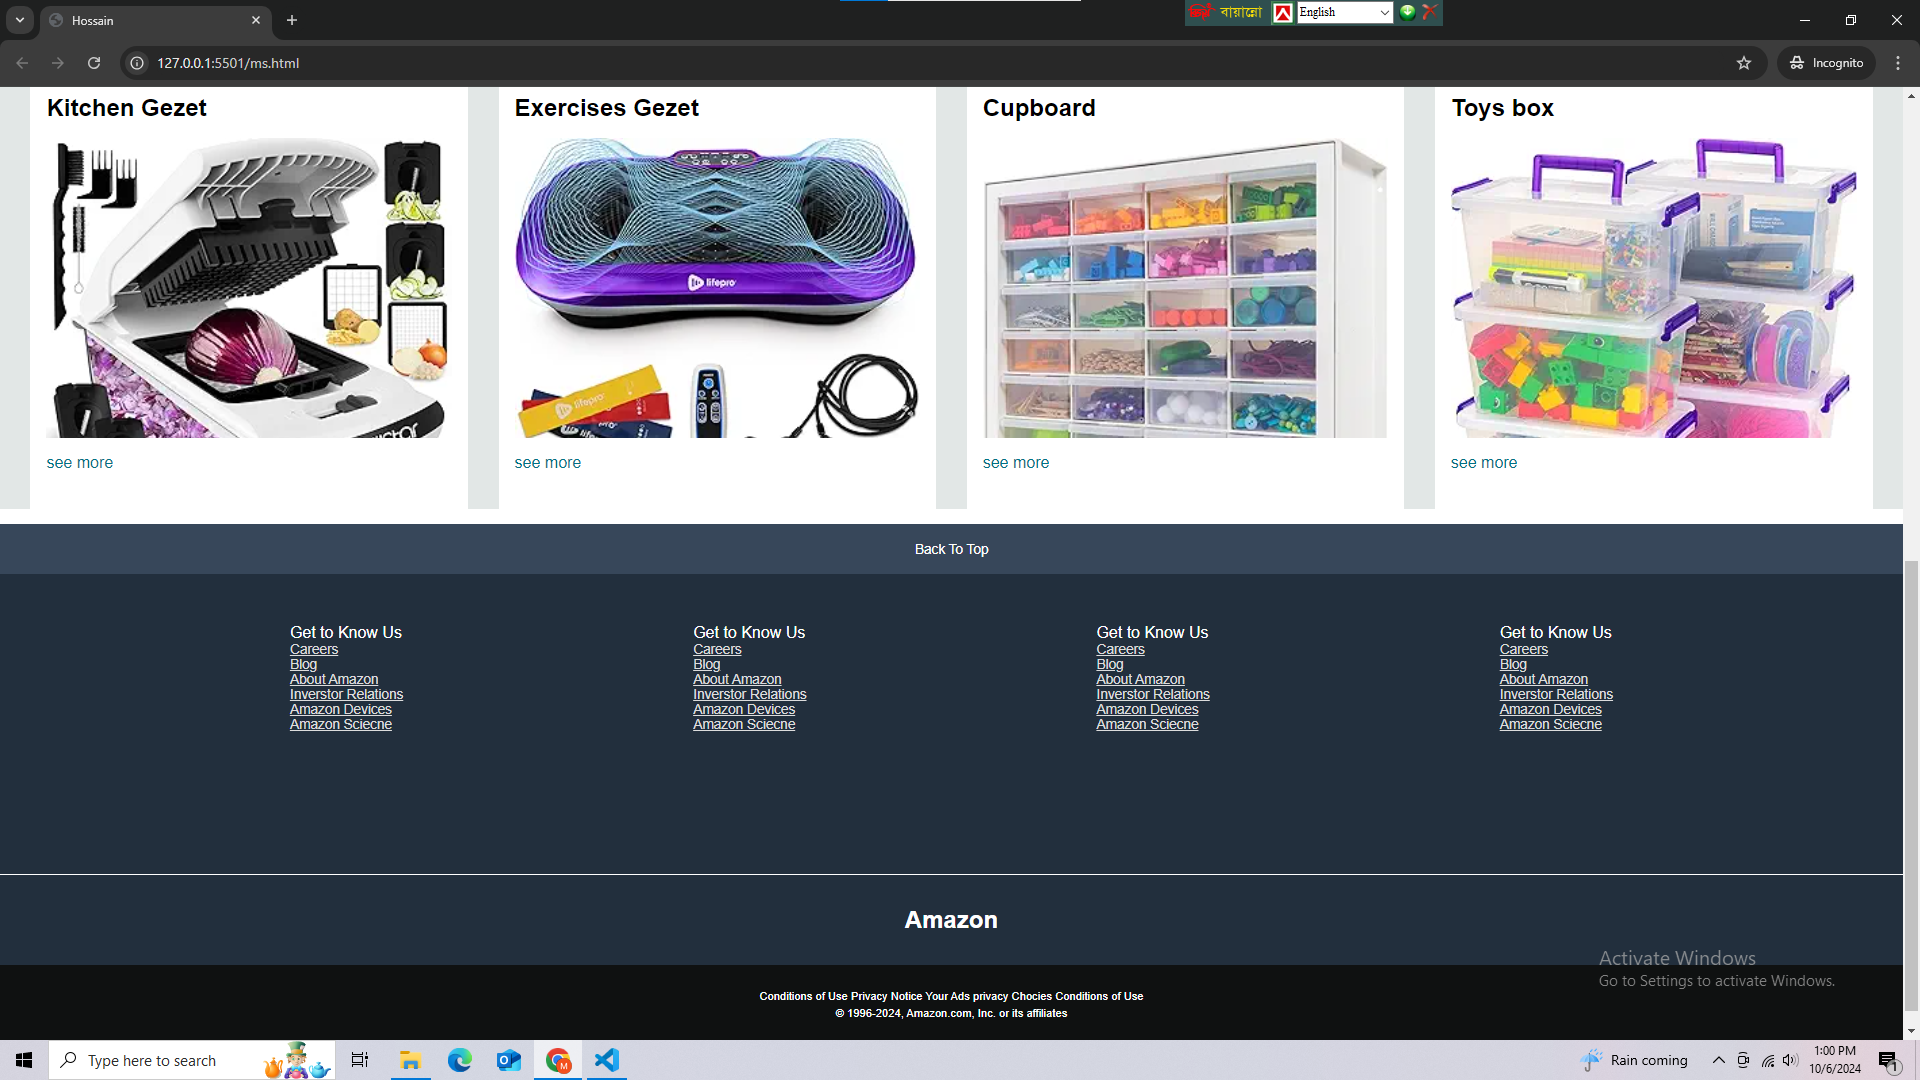 Hossain
বায়ান্নো
English
127.0.0.1:5501/ms.html
Incognito
Kitchen Gezet
Exercises Gezet
Cupboard
Toys box
lifepro
lifepro
see more
see more
see more
see more
Back To Top
Get to Know Us
Careers
Blog
About Amazon
Inverstor Relations
Amazon Devices
Amazon Sciecne
Get to Know Us
Careers
Blog
About Amazon
Inverstor Relations
Amazon Devices
Amazon Sciecne
Get to Know Us
Careers
Blog
About Amazon
Inverstor Relations
Amazon Devices
Amazon Sciecne
Get to Know Us
Careers
Blog
About Amazon
Inverstor Relations
Amazon Devices
Amazon Sciecne
Amazon
Activate Windows
Go to Settings to activate Windows.
Conditions of Use Privacy Notice Your Ads privacy Chocies Conditions of Use
© 1996-2024, Amazon.com, Inc. or its affiliates
Type here to search
Rain coming
1:00 PM
10/6/2024
1